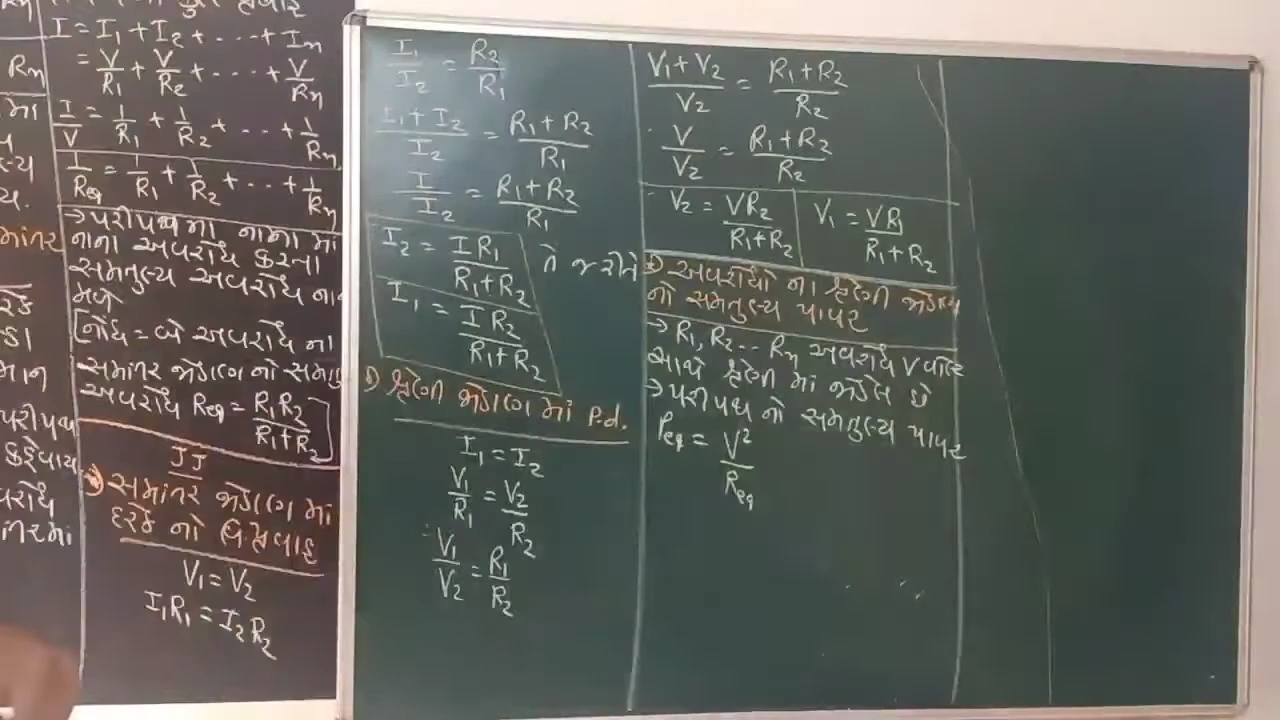 I = I₁ + I₂ + . . . . + Iₙ
= V/R₁ + V/R₂ + . . . . + V/Rₙ
I/V = 1/R₁ + 1/R₂ + . . . + 1/Rₙ
1/Req = 1/R₁ + 1/R₂ + . . . + 1/Rₙ
→ પરીપથ ના નાના માં
નાના અવરોધ કરતા
સમતુલ્ય અવરોધ
મળે
[નોંધ = બે અવરોધ ના
સમાંતર જોડાણ નો
અવરોધ Req = R₁R₂/R₁+R₂]
JJ
સમાંતર જોડાણ માં
દરેક નો વિ.પ્રવાહ
V₁ = V₂
I₁R₁ = I₂R₂
I₁/I₂ = R₂/R₁
I₁ + I₂/I₂ = R₁ + R₂/R₁
I/I₂ = R₁ + R₂/R₁
I₂ = IR₁/R₁+R₂
તે જ રીતે
I₁ = IR₂/R₁+R₂
શ્રેણી જોડાણ માં P.d.
I₁ = I₂
V₁/R₁ = V₂/R₂
∴ V₁/V₂ = R₁/R₂
V₁ + V₂/V₂ = R₁ + R₂/R₂
∴ V/V₂ = R₁ + R₂/R₂
∴ V₂ = VR₂/R₁+R₂
V₁ = VR₁/R₁+R₂
અવરોધો ના શ્રેણી જોડાણ
નો સમતુલ્ય પાવર
→ R₁, R₂... Rₙ અવરોધ V વોલ્ટ
સાથે શ્રેણી માં જોડેલ છે
→ પરીપથ નો સમતુલ્ય પાવર
Peq = V²/Req